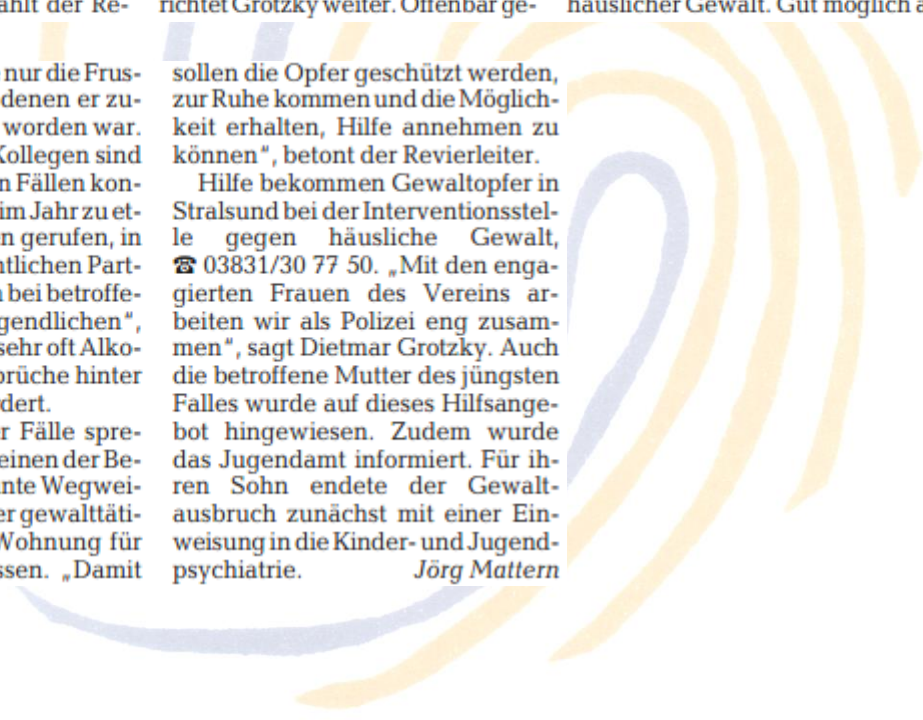 ählt der Re-
nur die Frus-
denen er zu-
worden war.
Kollegen sind
n Fällen kon-
im Jahr zu et-
n gerufen, in
ntlichen Part-
n bei betroffe-
gendlichen",
sehr oft Alko-
prüche hinter
dert.
r Fälle spre-
einen der Be-
nnte Wegwei-
er gewalttäti-
Wohnung für
ssen. „Damit
richtet Grotzky weiter. Offenbar ge-
sollen die Opfer geschützt werden,
zur Ruhe kommen und die Möglich-
keit erhalten, Hilfe annehmen zu
können", betont der Revierleiter.
Hilfe bekommen Gewaltopfer in
Stralsund bei der Interventionsstel-
le gegen häusliche Gewalt,
☎ 03831/30 77 50. „Mit den enga-
gierten Frauen des Vereins ar-
beiten wir als Polizei eng zusam-
men", sagt Dietmar Grotzky. Auch
die betroffene Mutter des jüngsten
Falles wurde auf dieses Hilfsange-
bot hingewiesen. Zudem wurde
das Jugendamt informiert. Für ih-
ren Sohn endete der Gewalt-
ausbruch zunächst mit einer Ein-
weisung in die Kinder- und Jugend-
psychiatrie. Jörg Mattern
häuslicher Gewalt. Gut möglich a